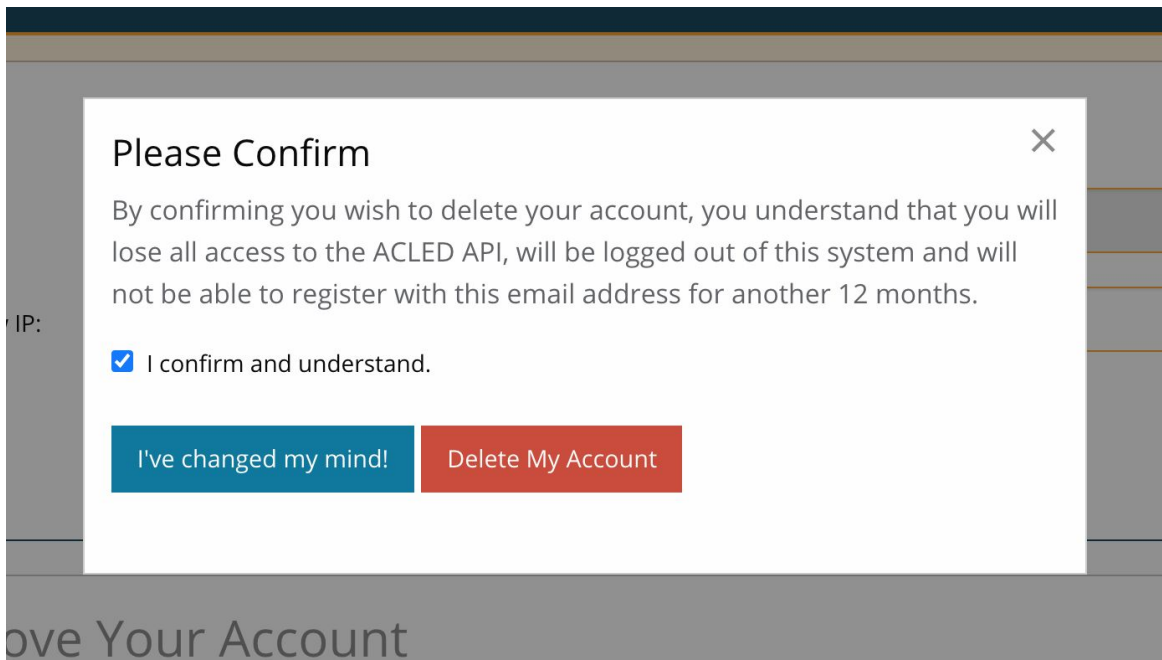 Please Confirm
×
By confirming you wish to delete your account, you understand that you will
lose all access to the ACLED API, will be logged out of this system and will
not be able to register with this email address for another 12 months.
IP:
I confirm and understand.
I've changed my mind! Delete My Account
ove Your Account